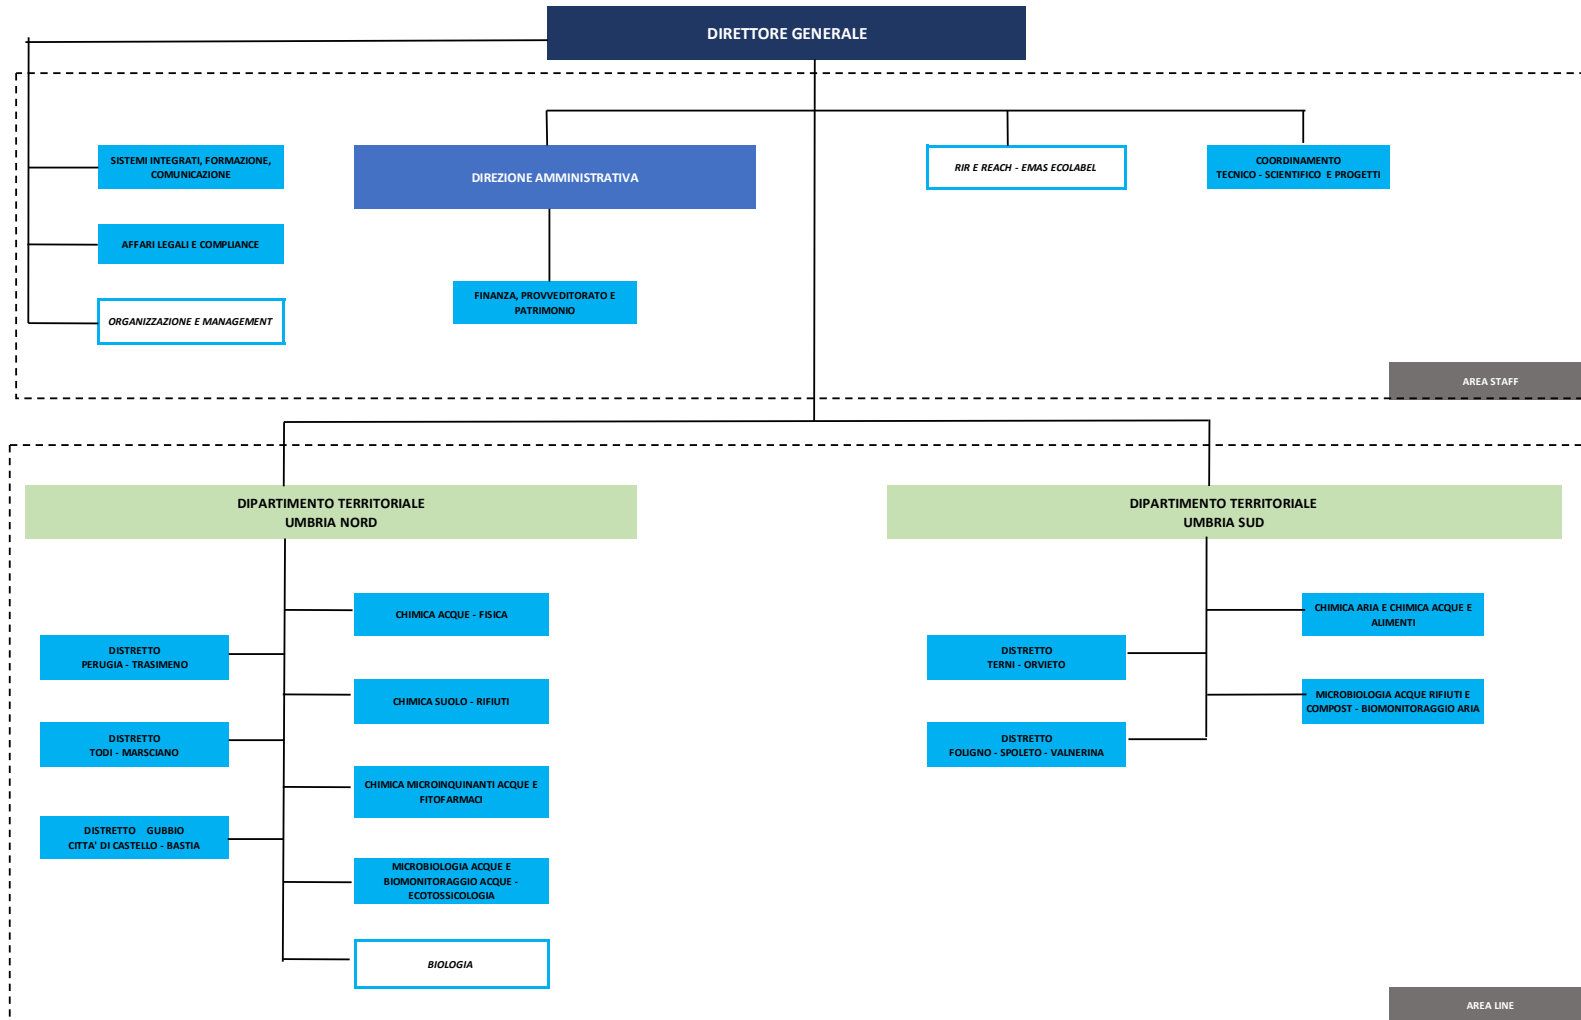 DIRETTORE GENERALE
SISTEMI INTEGRATI, FORMAZIONE,
COMUNICAZIONE
DIREZIONE AMMINISTRATIVA
RIR E REACH - EMAS ECOLABEL
COORDINAMENTO
TECNICO - SCIENTIFICO E PROGETTI
AFFARI LEGALI E COMPLIANCE
FINANZA, PROVVEDITORATO E
PATRIMONIO
ORGANIZZAZIONE E MANAGEMENT
AREA STAFF
DIPARTIMENTO TERRITORIALE
UMBRIA NORD
DIPARTIMENTO TERRITORIALE
UMBRIA SUD
CHIMICA ACQUE - FISICA
DISTRETTO
PERUGIA - TRASIMENO
CHIMICA SUOLO - RIFIUTI
DISTRETTO
TODI - MARSCIANO
CHIMICA MICROINQUINANTI ACQUE E
FITOFARMACI
DISTRETTO GUBBIO
CITTA' DI CASTELLO - BASTIA
MICROBIOLOGIA ACQUE E
BIOMONITORAGGIO ACQUE -
ECOTOSSICOLOGIA
BIOLOGIA
CHIMICA ARIA E CHIMICA ACQUE E
ALIMENTI
DISTRETTO
TERNI - ORVIETO
MICROBIOLOGIA ACQUE RIFIUTI E
COMPOST - BIOMONITORAGGIO ARIA
DISTRETTO
FOLIGNO - SPOLETO - VALNERINA
AREA LINE